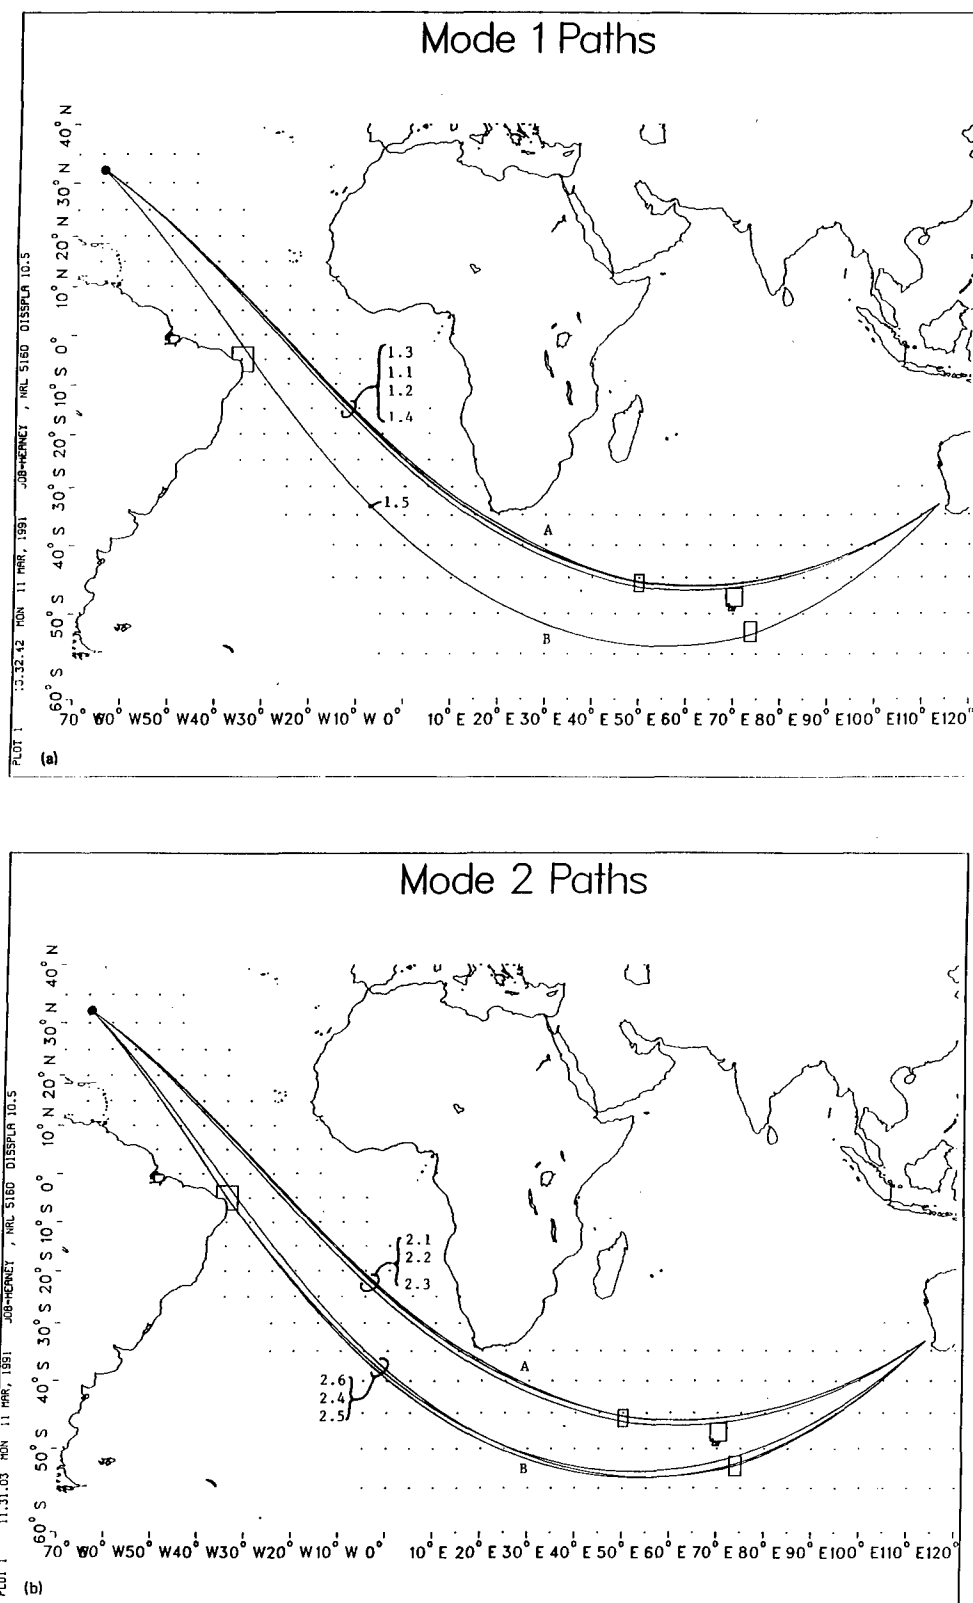 Mode 1 Paths
40° N
30° N
20° N
10° N
0°
10° S
20° S
30° S
40° S
50° S
60° S
1.3
1.1
1.2
1.4
1.5
A
B
70° W
60° W
50° W
40° W
30° W
20° W
10° W
0°
10° E
20° E
30° E
40° E
50° E
60° E
70° E
80° E
90° E
100° E
110° E
120°
PLOT 1 10.32.42 MON 11 MAR, 1991 JOB=HEANEY , NRL 5160 DISSPLA 10.5
(a)
Mode 2 Paths
40° N
30° N
20° N
10° N
0°
10° S
20° S
30° S
40° S
50° S
60° S
2.1
2.2
2.3
2.6
2.4
2.5
A
B
70° W
60° W
50° W
40° W
30° W
20° W
10° W
0°
10° E
20° E
30° E
40° E
50° E
60° E
70° E
80° E
90° E
100° E
110° E
120°
PLOT 1 11.31.03 MON 11 MAR, 1991 JOB=HEANEY , NRL 5160 DISSPLA 10.5
(b)